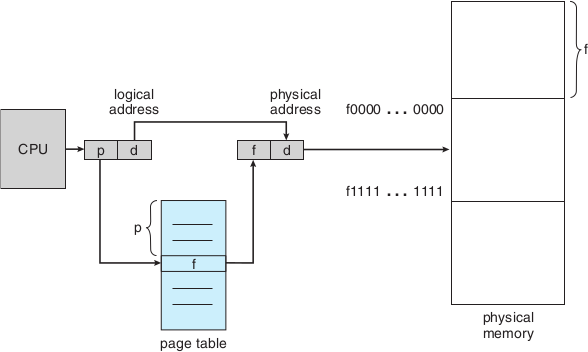 logical
address
physical
address
f0000 ... 0000
f
CPU
p
d
f
d
f1111 ... 1111
p
f
page table
physical
memory